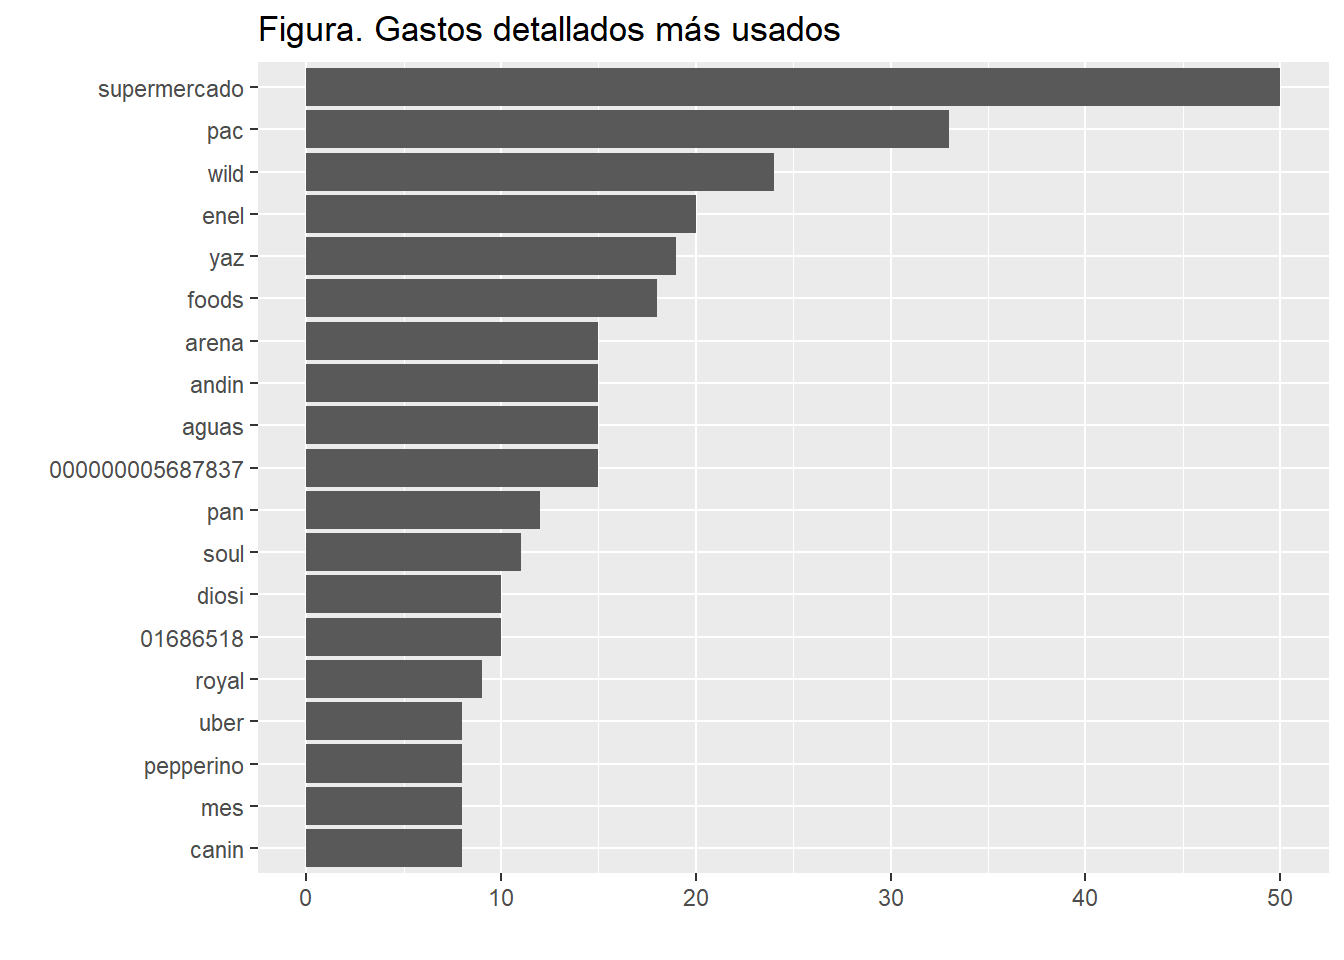 Figura. Gastos detallados más usados
supermercado
pac
wild
enel
yaz
foods
arena
andin
aguas
000000005687837
pan
soul
diosi
01686518
royal
uber
pepperino
mes
canin
0 10 20 30 40 50